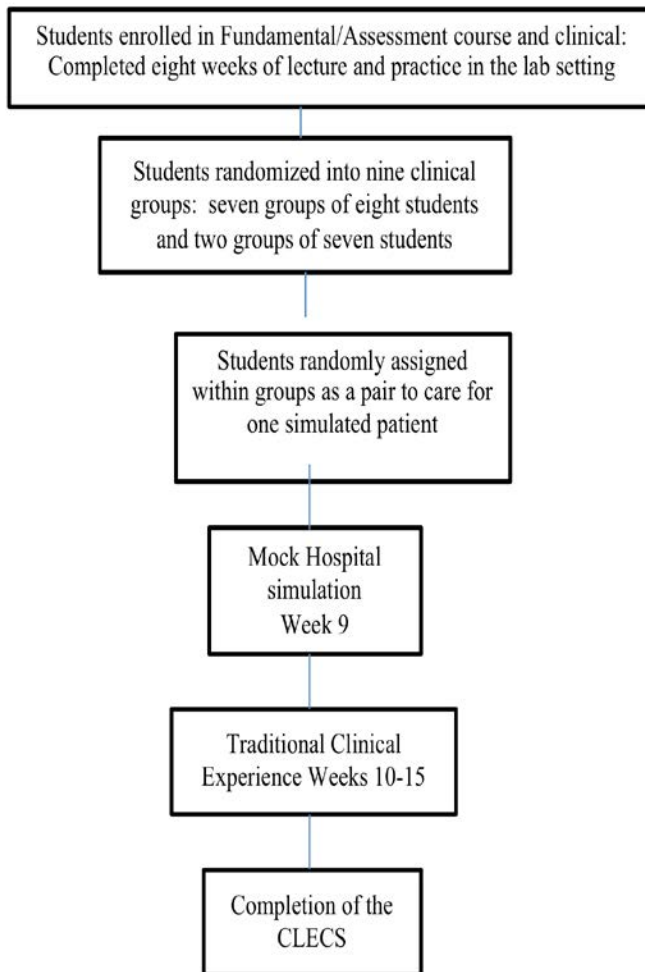 Students enrolled in Fundamental/Assessment course and clinical:
Completed eight weeks of lecture and practice in the lab setting
Students randomized into nine clinical
groups: seven groups of eight students
and two groups of seven students
Students randomly assigned
within groups as a pair to care for
one simulated patient
Mock Hospital
simulation
Week 9
Traditional Clinical
Experience Weeks 10-15
Completion of the
CLECS